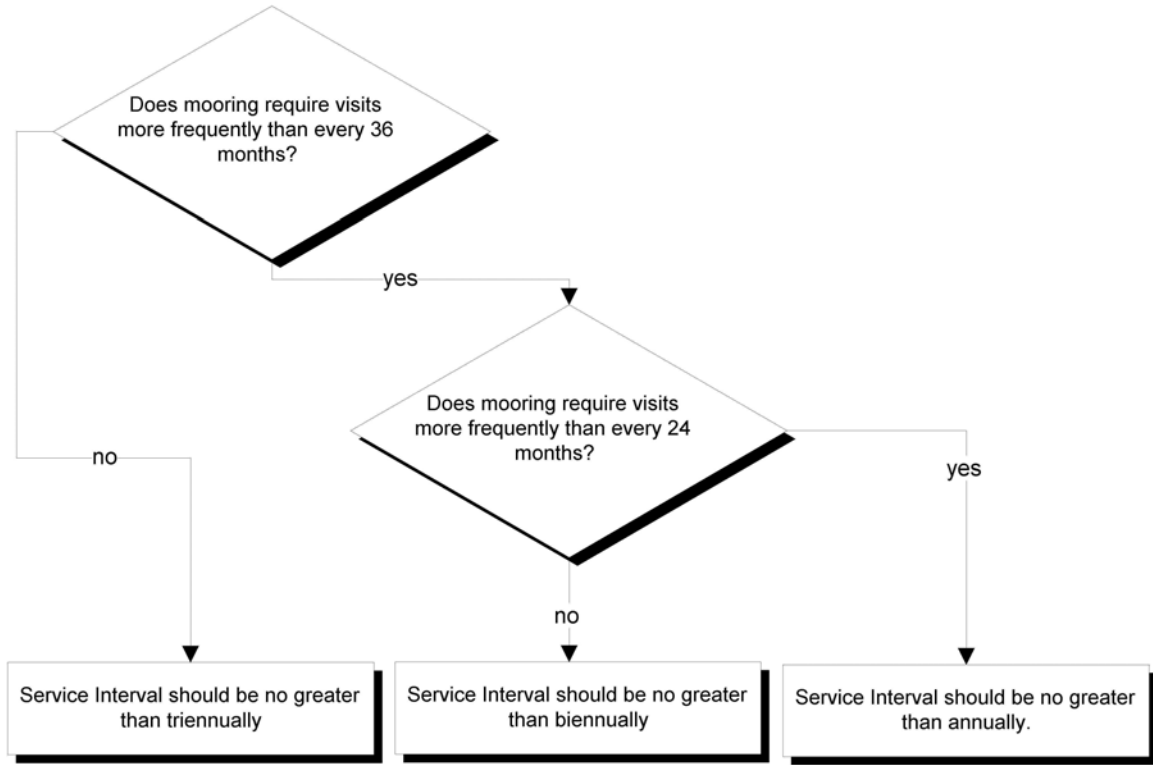 Does mooring require visits
more frequently than every 36
months?
yes
Does mooring require visits
more frequently than every 24
months?
no
yes
no
Service Interval should be no greater
than triennually
Service Interval should be no greater
than biennually
Service Interval should be no greater
than annually.